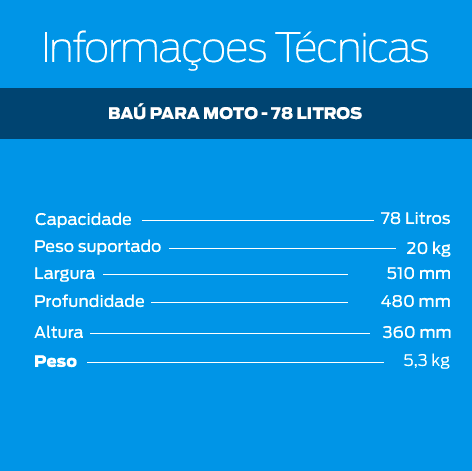 Informaçoes Técnicas
BAÚ PARA MOTO - 78 LITROS
Capacidade 78 Litros
Peso suportado 20 kg
Largura 510 mm
Profundidade 480 mm
Altura 360 mm
Peso 5,3 kg